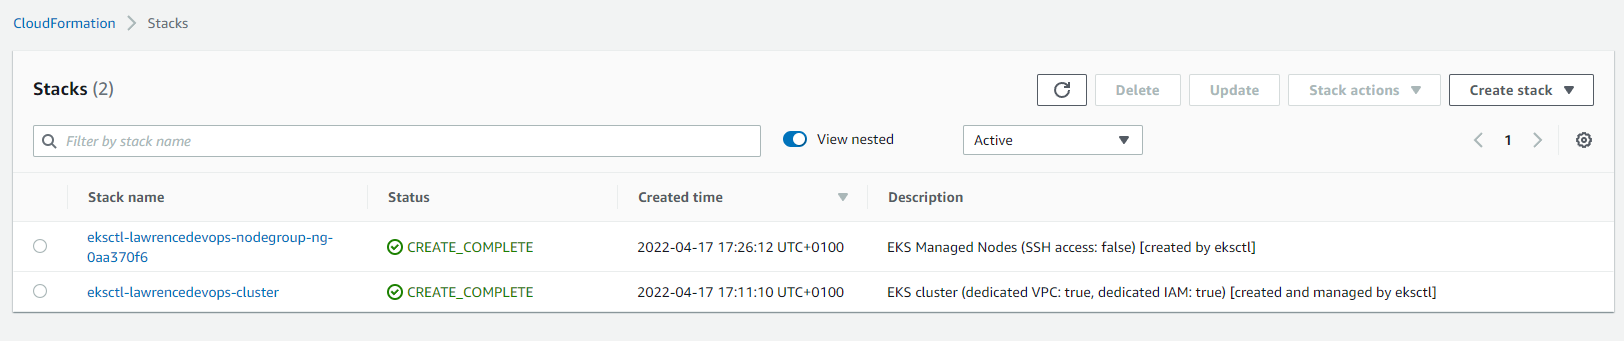 CloudFormation > Stacks
Stacks (2)
Delete
Update
Stack actions
Create stack
Filter by stack name
View nested
Active
1
Stack name Status Created time Description
eksctl-lawrencedevops-nodegroup-ng-
0aa370f6
CREATE_COMPLETE 2022-04-17 17:26:12 UTC+0100 EKS Managed Nodes (SSH access: false) [created by eksctl]
eksctl-lawrencedevops-cluster CREATE_COMPLETE 2022-04-17 17:11:10 UTC+0100 EKS cluster (dedicated VPC: true, dedicated IAM: true) [created and managed by eksctl]